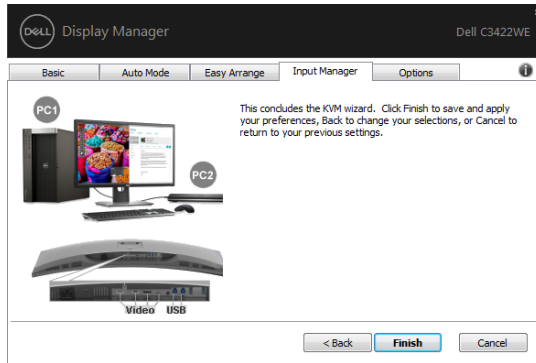 DELL Display Manager
Dell C3422WE
Basic Auto Mode Easy Arrange Input Manager Options
PC1
This concludes the KVM wizard. Click Finish to save and apply
your preferences, Back to change your selections, or Cancel to
return to your previous settings.
PC2
Video USB
< Back Finish Cancel